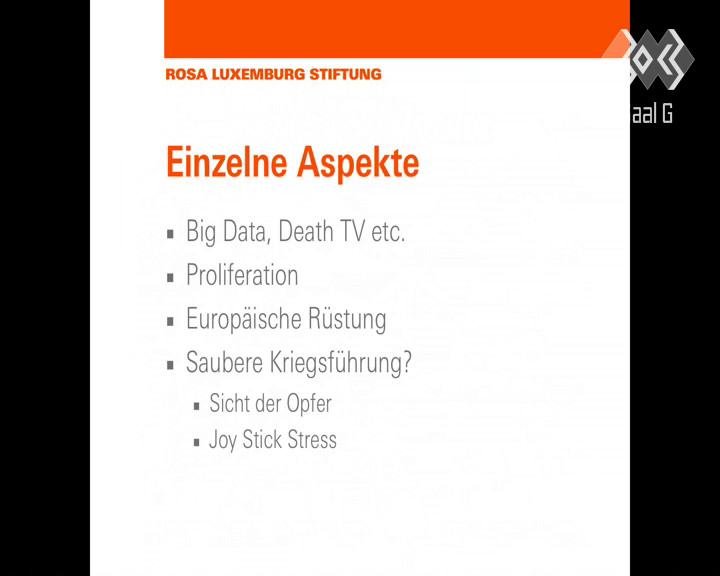 ROSA LUXEMBURG STIFTUNG
aal G
Einzelne Aspekte
Big Data, Death TV etc.
Proliferation
Europäische Rüstung
Saubere Kriegsführung?
Sicht der Opfer
Joy Stick Stress